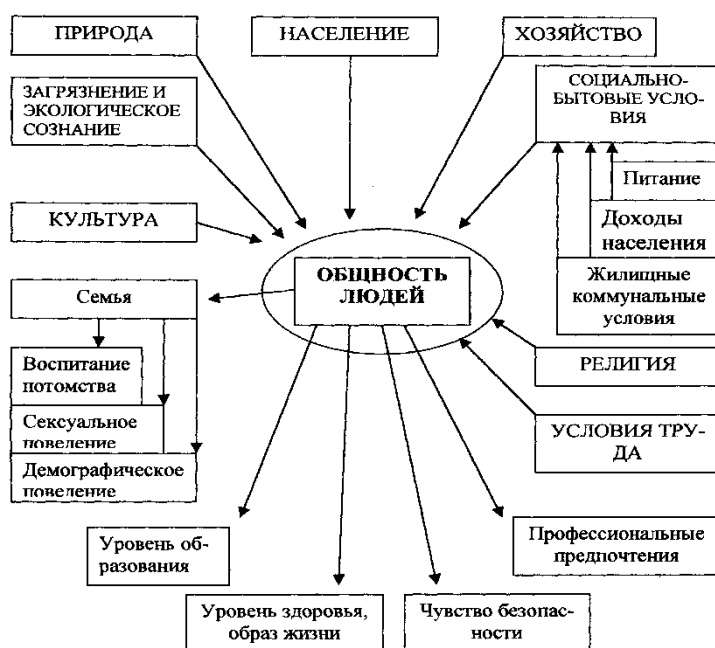 ПРИРОДА
НАСЕЛЕНИЕ
ХОЗЯЙСТВО
ЗАГРЯЗНЕНИЕ И
ЭКОЛОГИЧЕСКОЕ
СОЗНАНИЕ
СОЦИАЛЬНО-
БЫТОВЫЕ УСЛО-
ВИЯ
Питание
Доходы
населения
Жилищные
коммунальные
условия
КУЛЬТУРА
ОБЩНОСТЬ
ЛЮДЕЙ
Семья
Воспитание
потомства
Сексуальное
поведение
Демографическое
поведение
РЕЛИГИЯ
УСЛОВИЯ ТРУ-
ДА
Уровень об-
разования
Профессиональные
предпочтения
Уровень здоровья,
образ жизни
Чувство безопас-
ности